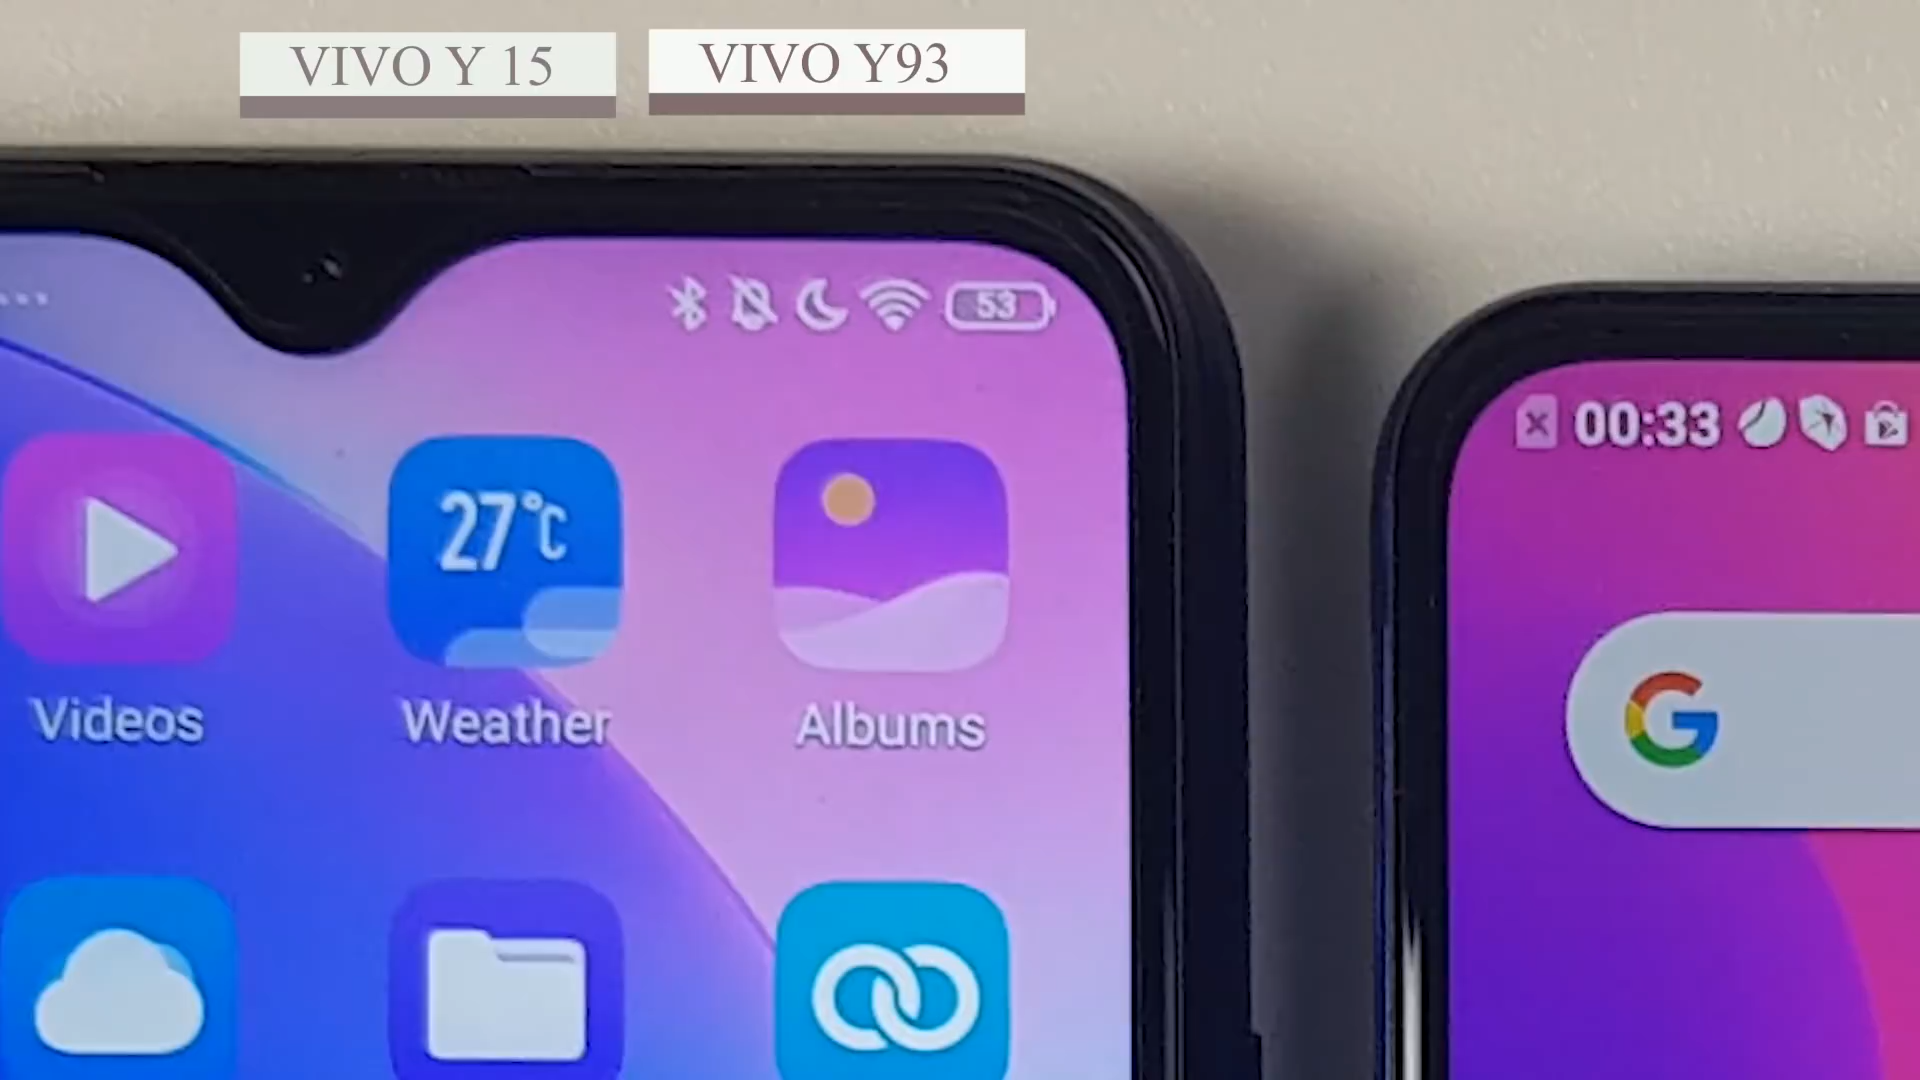 VIVO Y 15
VIVO Y93
53
00:33
27℃
Videos
Weather
Albums
G